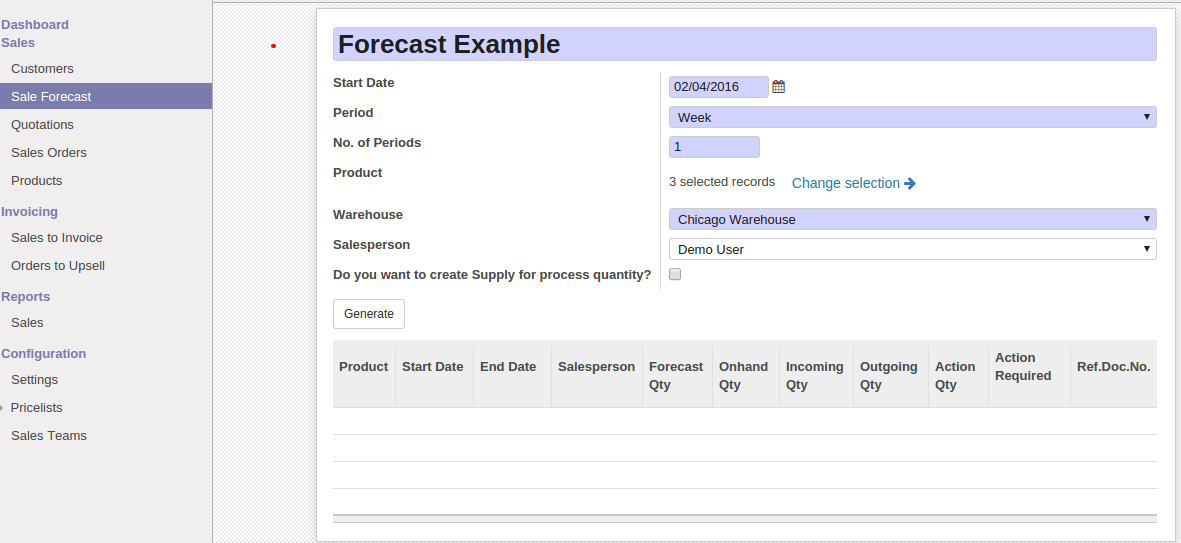 Dashboard
Sales
Customers
Sale Forecast
Quotations
Sales Orders
Products
Invoicing
Sales to Invoice
Orders to Upsell
Reports
Sales
Configuration
Settings
Pricelists
Sales Teams
Forecast Example
Start Date 02/04/2016
Period Week
No. of Periods 1
Product 3 selected records Change selection
Warehouse Chicago Warehouse
Salesperson Demo User
Do you want to create Supply for process quantity?
Generate
Product Start Date End Date Salesperson Forecast Qty Onhand Qty Incoming Qty Outgoing Qty Action Qty Action Required Ref.Doc.No.